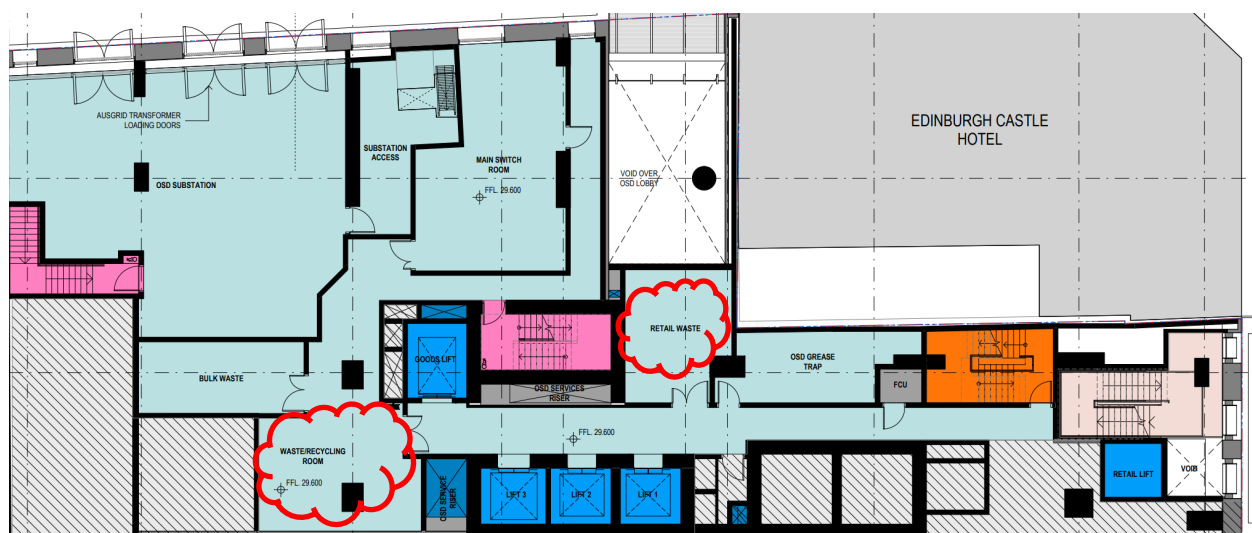 AUSGRID TRANSFORMER
LOADING DOORS
OSD SUBSTATION
SUBSTATION
ACCESS
MAIN SWITCH
ROOM
FFL. 29.600
VOID OVER
OSD LOBBY
EDINBURGH CASTLE
HOTEL
GOODS LIFT
RETAIL WASTE
OSD GREASE
TRAP
FCU
BULK WASTE
OSD SERVICES
RISER
FFL. 29.600
WASTE/RECYCLING
ROOM
FFL. 29.600
OSD SERVICE
RISER
LIFT 3
LIFT 2
LIFT 1
RETAIL LIFT
VOID